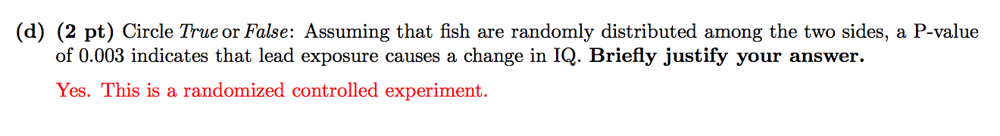 (d) (2 pt) Circle True or False: Assuming that fish are randomly distributed among the two sides, a P-value
of 0.003 indicates that lead exposure causes a change in IQ. Briefly justify your answer.
Yes. This is a randomized controlled experiment.